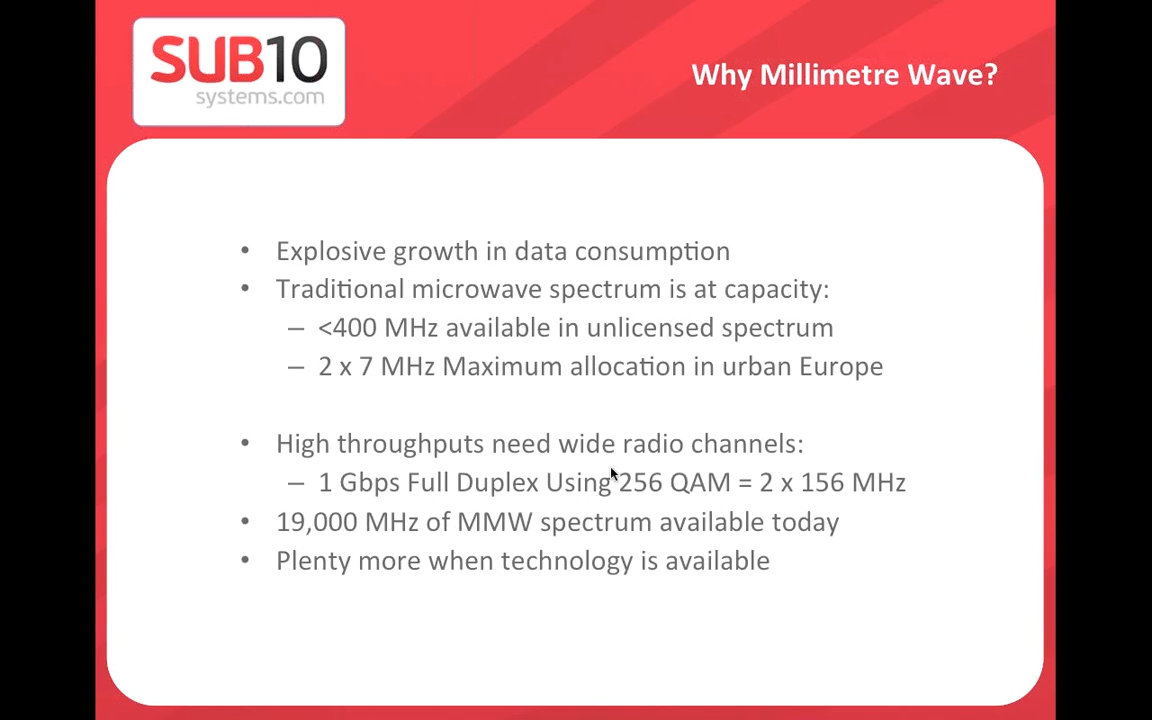 SUB10
systems.com
Why Millimetre Wave?
• Explosive growth in data consumption
• Traditional microwave spectrum is at capacity:
– <400 MHz available in unlicensed spectrum
– 2 x 7 MHz Maximum allocation in urban Europe
• High throughputs need wide radio channels:
– 1 Gbps Full Duplex Using 256 QAM = 2 x 156 MHz
• 19,000 MHz of MMW spectrum available today
• Plenty more when technology is available